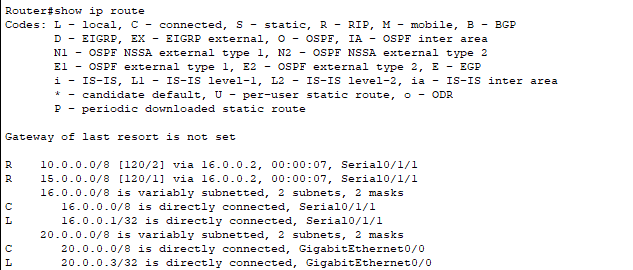 Router#show ip route
Codes: L - local, C - connected, S - static, R - RIP, M - mobile, B - BGP
       D - EIGRP, EX - EIGRP external, O - OSPF, IA - OSPF inter area
       N1 - OSPF NSSA external type 1, N2 - OSPF NSSA external type 2
       E1 - OSPF external type 1, E2 - OSPF external type 2, E - EGP
       i - IS-IS, L1 - IS-IS level-1, L2 - IS-IS level-2, ia - IS-IS inter area
       * - candidate default, U - per-user static route, o - ODR
       P - periodic downloaded static route

Gateway of last resort is not set

R    10.0.0.0/8 [120/2] via 16.0.0.2, 00:00:07, Serial0/1/1
R    15.0.0.0/8 [120/1] via 16.0.0.2, 00:00:07, Serial0/1/1
     16.0.0.0/8 is variably subnetted, 2 subnets, 2 masks
C       16.0.0.0/8 is directly connected, Serial0/1/1
L       16.0.0.1/32 is directly connected, Serial0/1/1
     20.0.0.0/8 is variably subnetted, 2 subnets, 2 masks
C       20.0.0.0/8 is directly connected, GigabitEthernet0/0
L       20.0.0.3/32 is directly connected, GigabitEthernet0/0